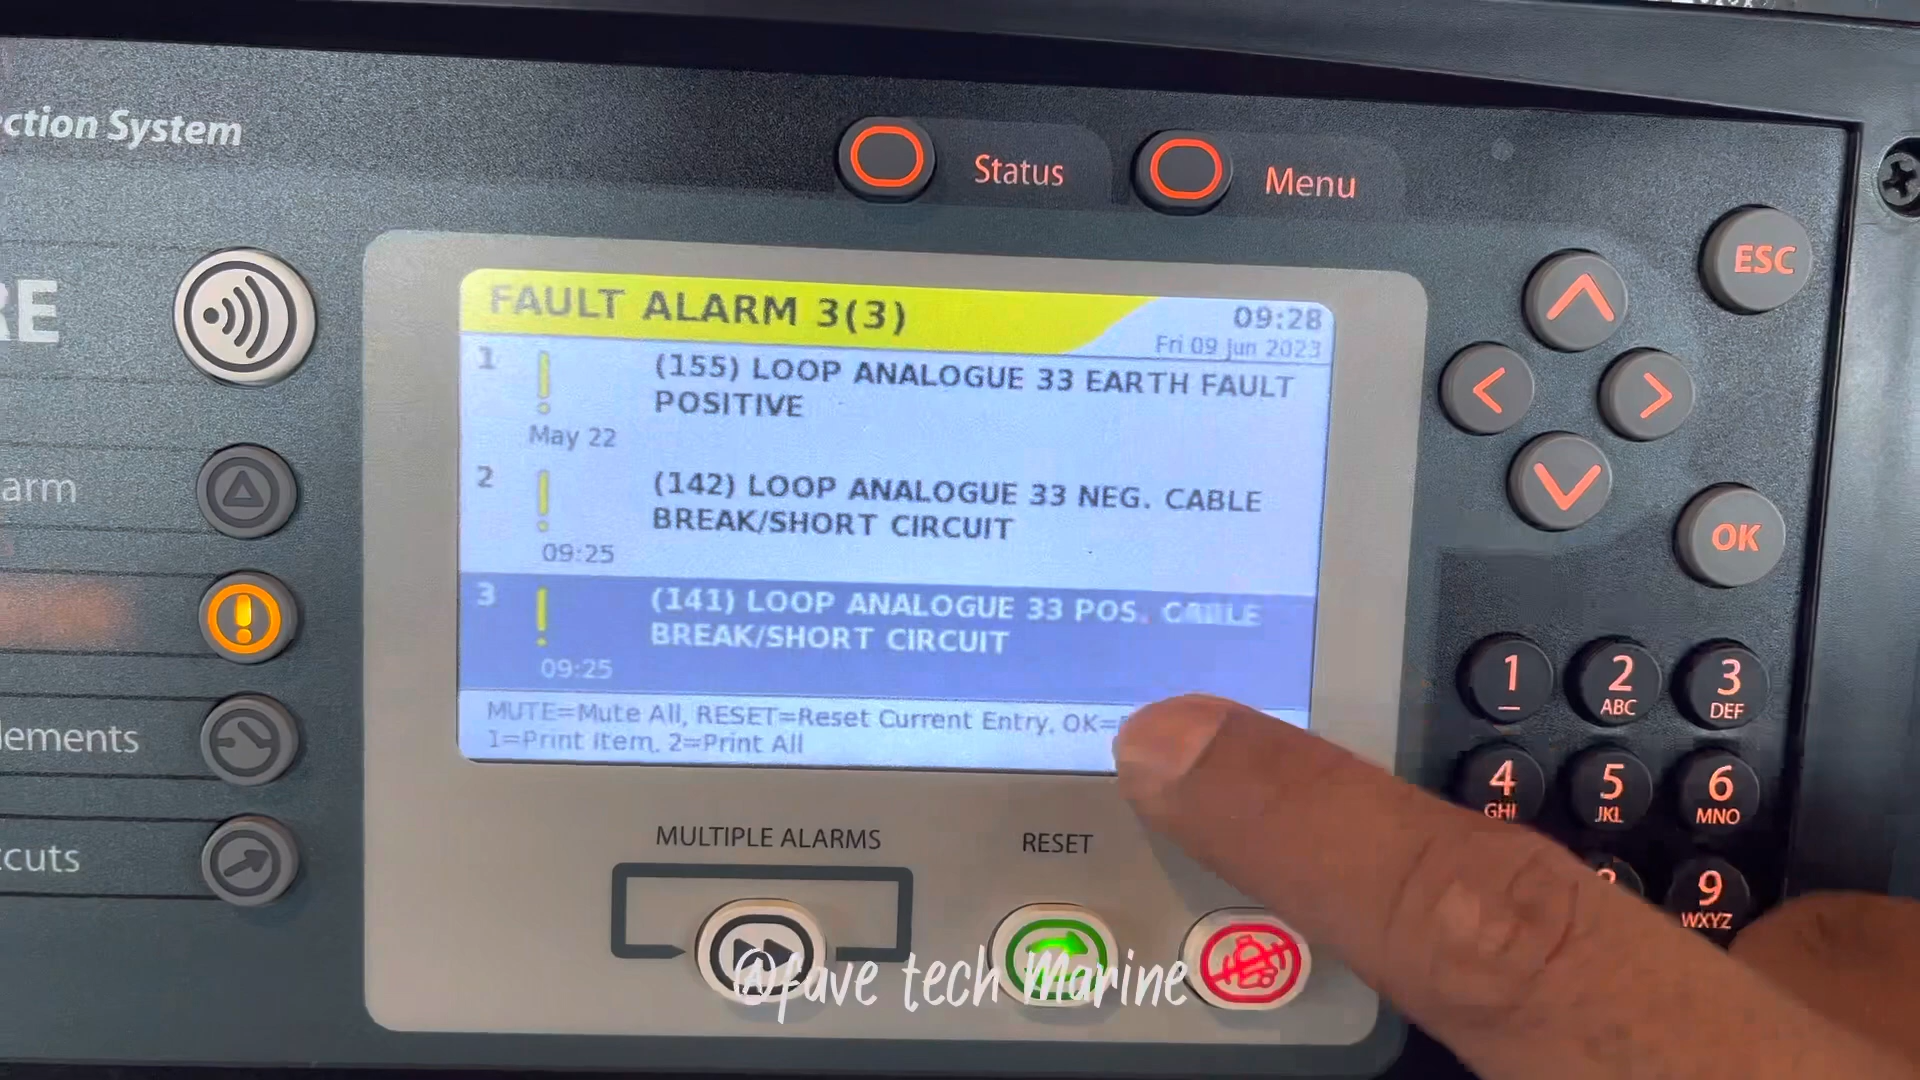 ction System
Status
Menu
ESC
RE
FAULT ALARM 3(3)
09:28
Fri 09 Jun 2023
1
(155) LOOP ANALOGUE 33 EARTH FAULT
POSITIVE
May 22
2
(142) LOOP ANALOGUE 33 NEG. CABLE
BREAK/SHORT CIRCUIT
09:25
3
(141) LOOP ANALOGUE 33 POS. CABLE
BREAK/SHORT CIRCUIT
09:25
MUTE=Mute All, RESET=Reset Current Entry, OK=
1=Print Item, 2=Print All
arm
lements
tcuts
OK
1
2
ABC
3
DEF
4
GHI
5
JKL
6
MNO
9
WXYZ
MULTIPLE ALARMS
RESET
@fave tech Marine